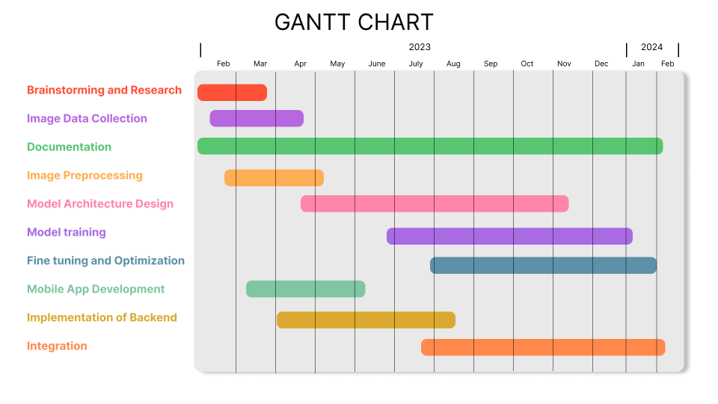 GANTT CHART
2023 2024
Feb Mar Apr May June July Aug Sep Oct Nov Dec Jan Feb
Brainstorming and Research
Image Data Collection
Documentation
Image Preprocessing
Model Architecture Design
Model training
Fine tuning and Optimization
Mobile App Development
Implementation of Backend
Integration